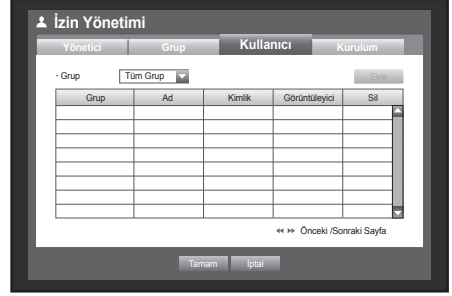 İzin Yönetimi
Yönetici Grup Kullanıcı Kurulum
· Grup Tüm Grup Ekle
Grup Ad Kimlik Görüntüleyici Sil
Önceki /Sonraki Sayfa
Tamam İptal